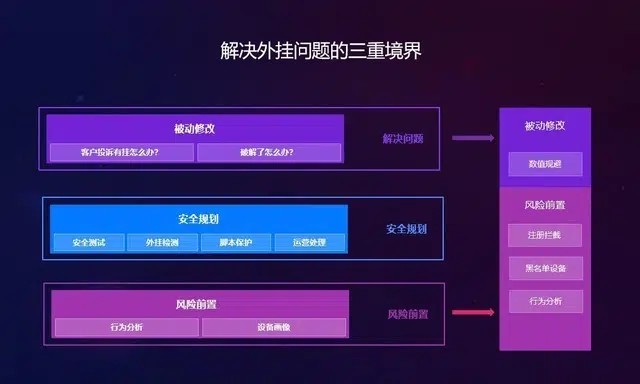 解决外挂问题的三重境界
被动修改
客户投诉有挂怎么办?
破解了怎么办?
解决问题
安全规划
安全测试
外挂检测
脚本保护
运营处理
安全规划
风险前置
行为分析
设备画像
风险前置
被动修改
数值规避
风险前置
注册拦截
黑名单设备
行为分析